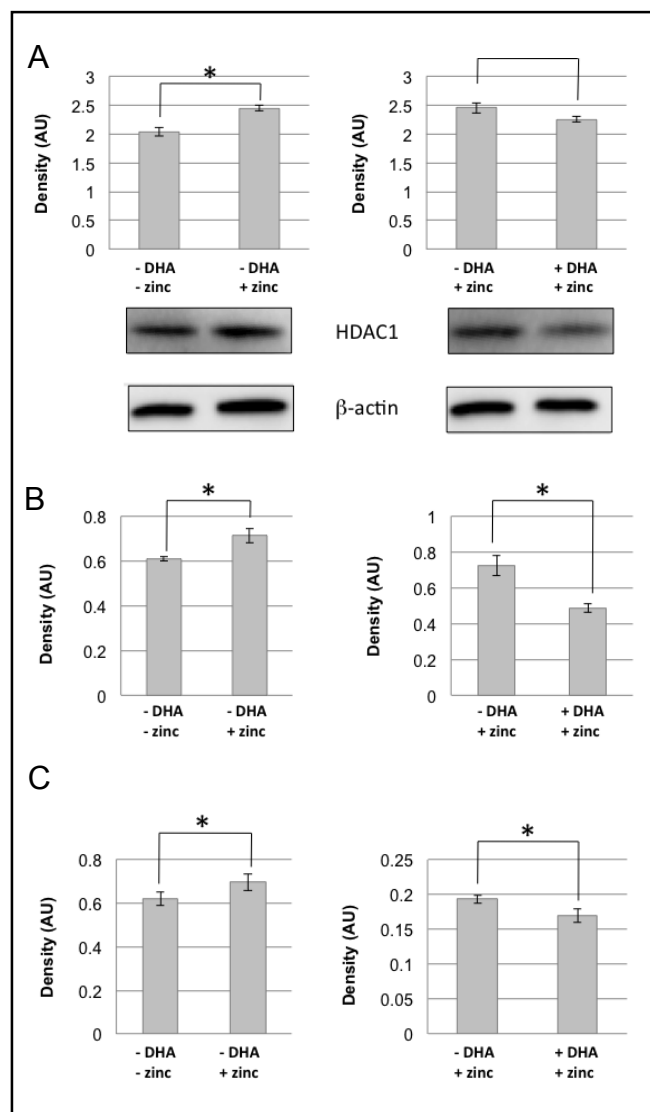 A
*
3
2.5
2
1.5
1
0.5
0
Density (AU)
- DHA - DHA
- zinc + zinc
3
2.5
2
1.5
1
0.5
0
Density (AU)
- DHA + DHA
+ zinc + zinc
HDAC1
β-actin
B
*
0.8
0.6
0.4
0.2
0
Density (AU)
- DHA - DHA
- zinc + zinc
*
1
0.8
0.6
0.4
0.2
0
Density (AU)
- DHA + DHA
+ zinc + zinc
C
*
0.8
0.6
0.4
0.2
0
Density (AU)
- DHA - DHA
- zinc + zinc
*
0.25
0.2
0.15
0.1
0.05
0
Density (AU)
- DHA + DHA
+ zinc + zinc